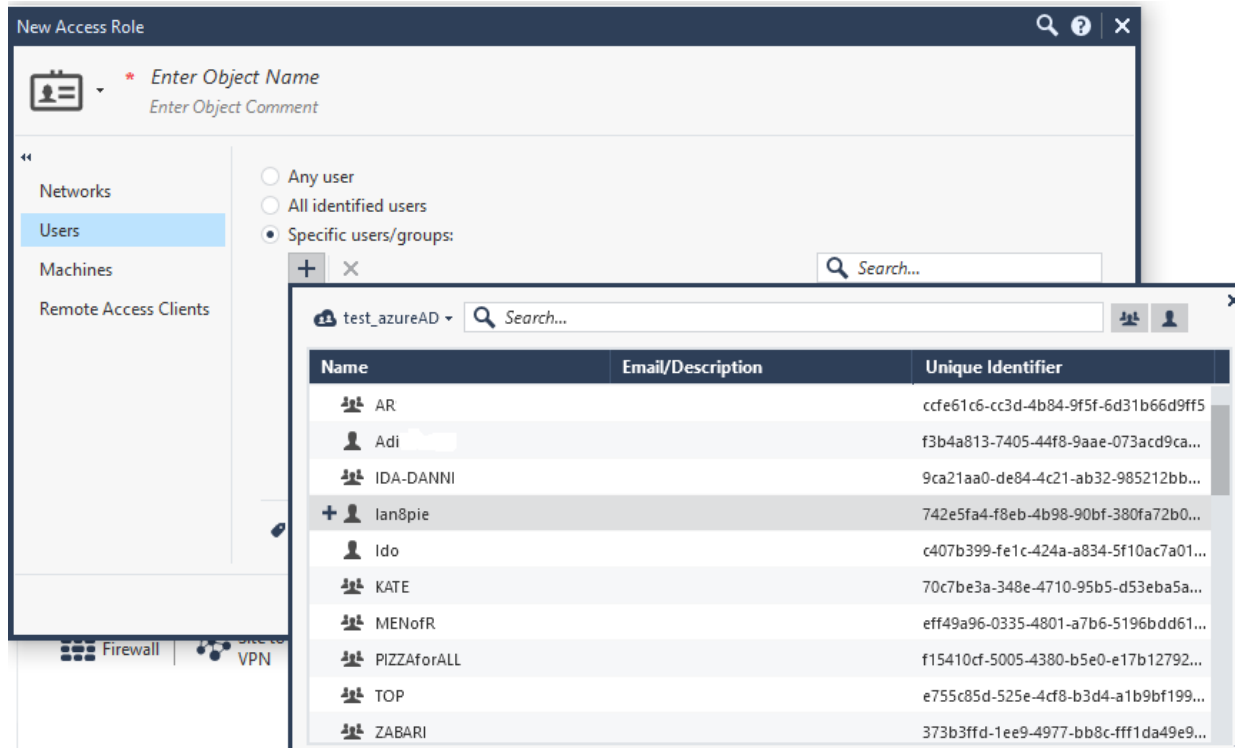 New Access Role
* Enter Object Name
Enter Object Comment
Networks
Users
Machines
Remote Access Clients
Any user
All identified users
Specific users/groups:
Search...
test_azureAD
Search...
Name Email/Description Unique Identifier
AR ccfe61c6-cc3d-4b84-9f5f-6d31b66d9ff5
Adi f3b4a813-7405-44f8-9aae-073acd9ca...
IDA-DANNI 9ca21aa0-de84-4c21-ab32-985212bb...
Ian8pie 742e5fa4-f8eb-4b98-90bf-380fa72b0...
Ido c407b399-fe1c-424a-a834-5f10ac7a01...
KATE 70c7be3a-348e-4710-95b5-d53eba5a...
MENofR eff49a96-0335-4801-a7b6-5196bdd61...
PIZZAforALL f15410cf-5005-4380-b5e0-e17b12792...
TOP e755c85d-525e-4cf8-b3d4-a1b9bf199...
ZABARI 373b3ffd-1ee9-4977-bb8c-fff1da49e9...
Firewall
VPN